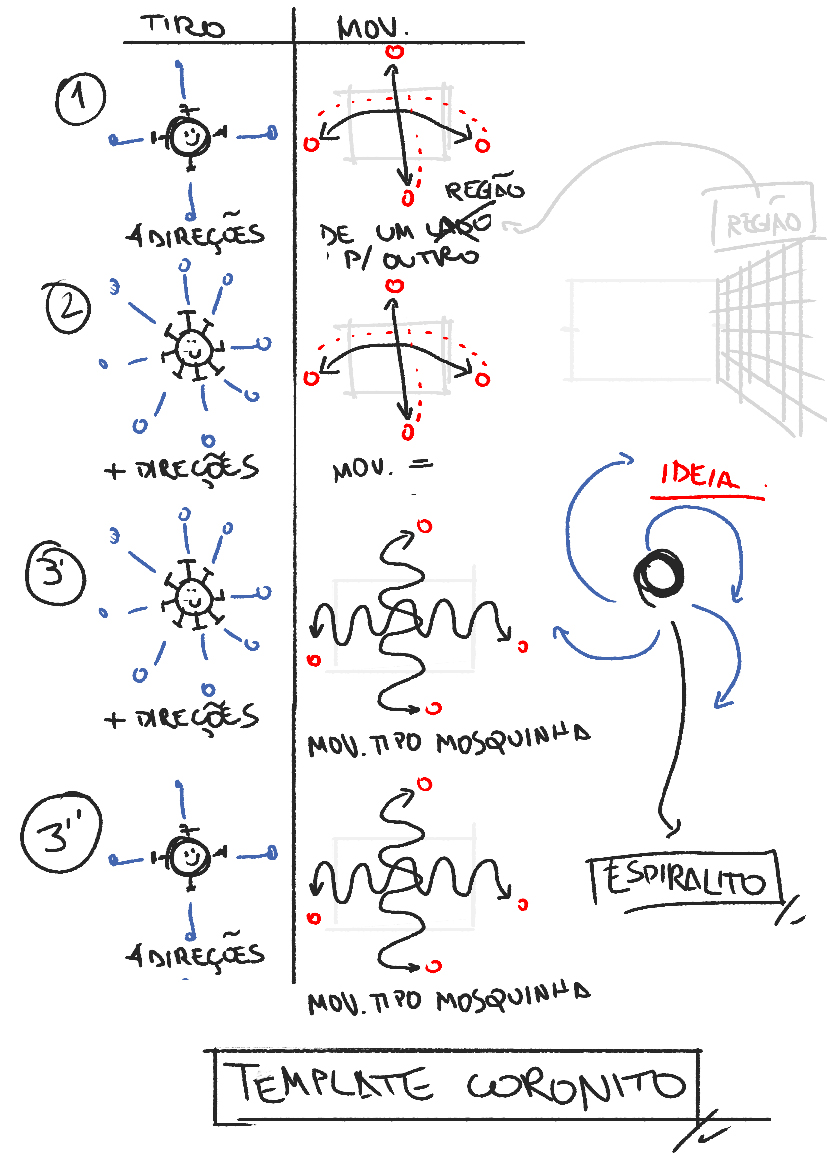 TIRO
MOV.
1
4 DIREÇÕES
REGIÃO
DE UM LADO
P/ OUTRO
REGIÃO
2
+ DIREÇÕES
MOV. =
IDEIA
3'
+ DIREÇÕES
MOV. TIPO MOSQUINHA
3''
4 DIREÇÕES
MOV. TIPO MOSQUINHA
ESPIRALITO
TEMPLATE CORONITO